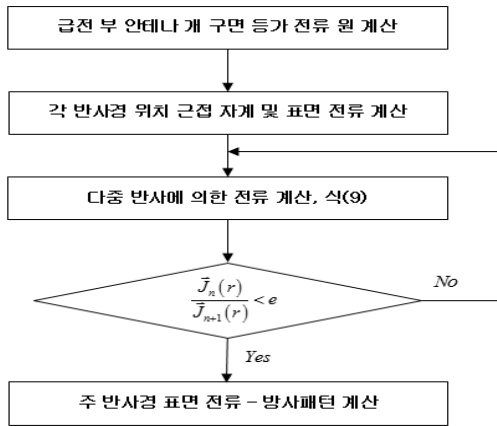 급전 부 안테나 개 구면 등가 전류 원 계산
각 반사경 위치 근접 자계 및 표면 전류 계산
다중 반사에 의한 전류 계산, 식(9)
J⃗ₙ(r) / J⃗ₙ₊₁(r) < e
No
Yes
주 반사경 표면 전류 – 방사패턴 계산